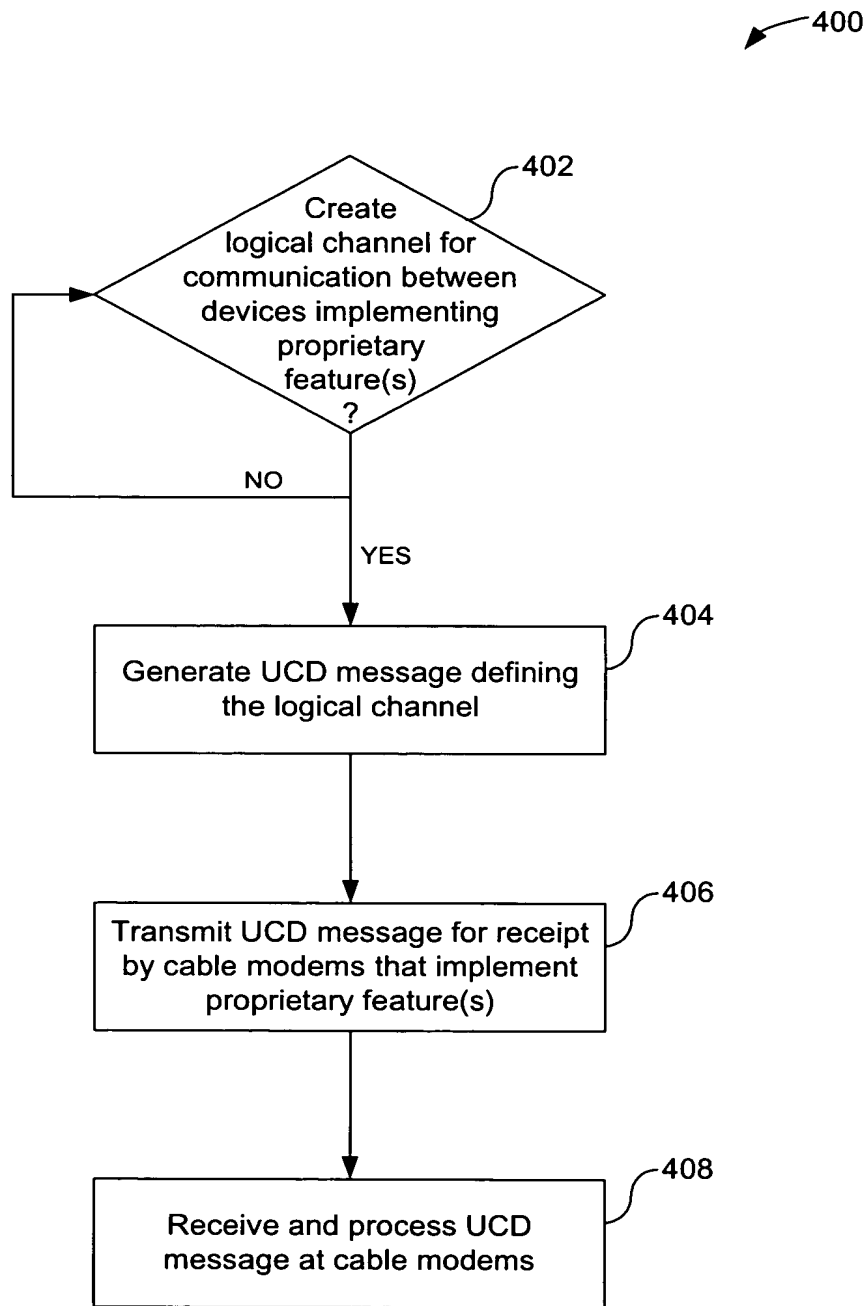 400
402
Create
logical channel for
communication between
devices implementing
proprietary
feature(s)
?
NO
YES
404
Generate UCD message defining
the logical channel
406
Transmit UCD message for receipt
by cable modems that implement
proprietary feature(s)
408
Receive and process UCD
message at cable modems